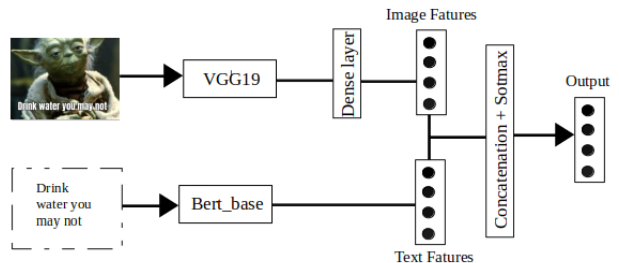 Image Fatures
Drink water you may not
VGG19
Dense layer
Concatenation + Sotmax
Output
Drink
water you
may not
Bert_base
Text Fatures